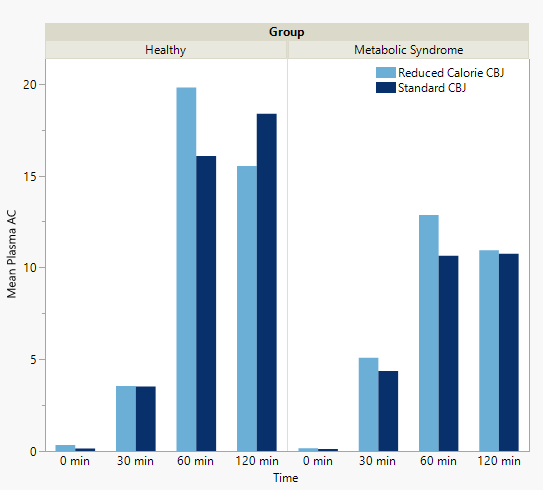 Group
Healthy
Metabolic Syndrome
Reduced Calorie CBJ
Standard CBJ
20
15
10
5
0
Mean Plasma AC
0 min 30 min 60 min 120 min 0 min 30 min 60 min 120 min
Time